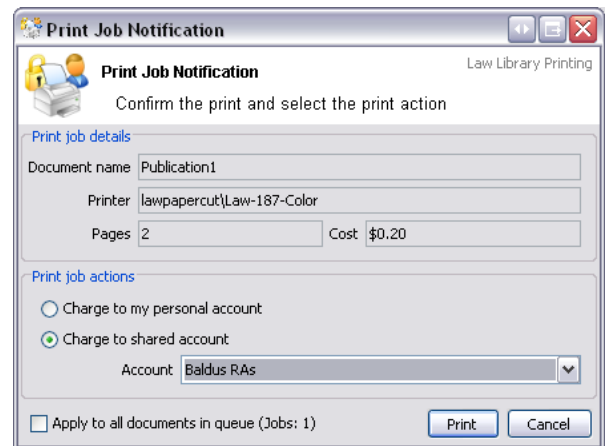 Print Job Notification
Law Library Printing
Print Job Notification
Confirm the print and select the print action
Print job details
Document name Publication1
Printer lawpapercut\Law-187-Color
Pages 2 Cost $0.20
Print job actions
Charge to my personal account
Charge to shared account
Account Baldus RAs
Apply to all documents in queue (Jobs: 1) Print Cancel